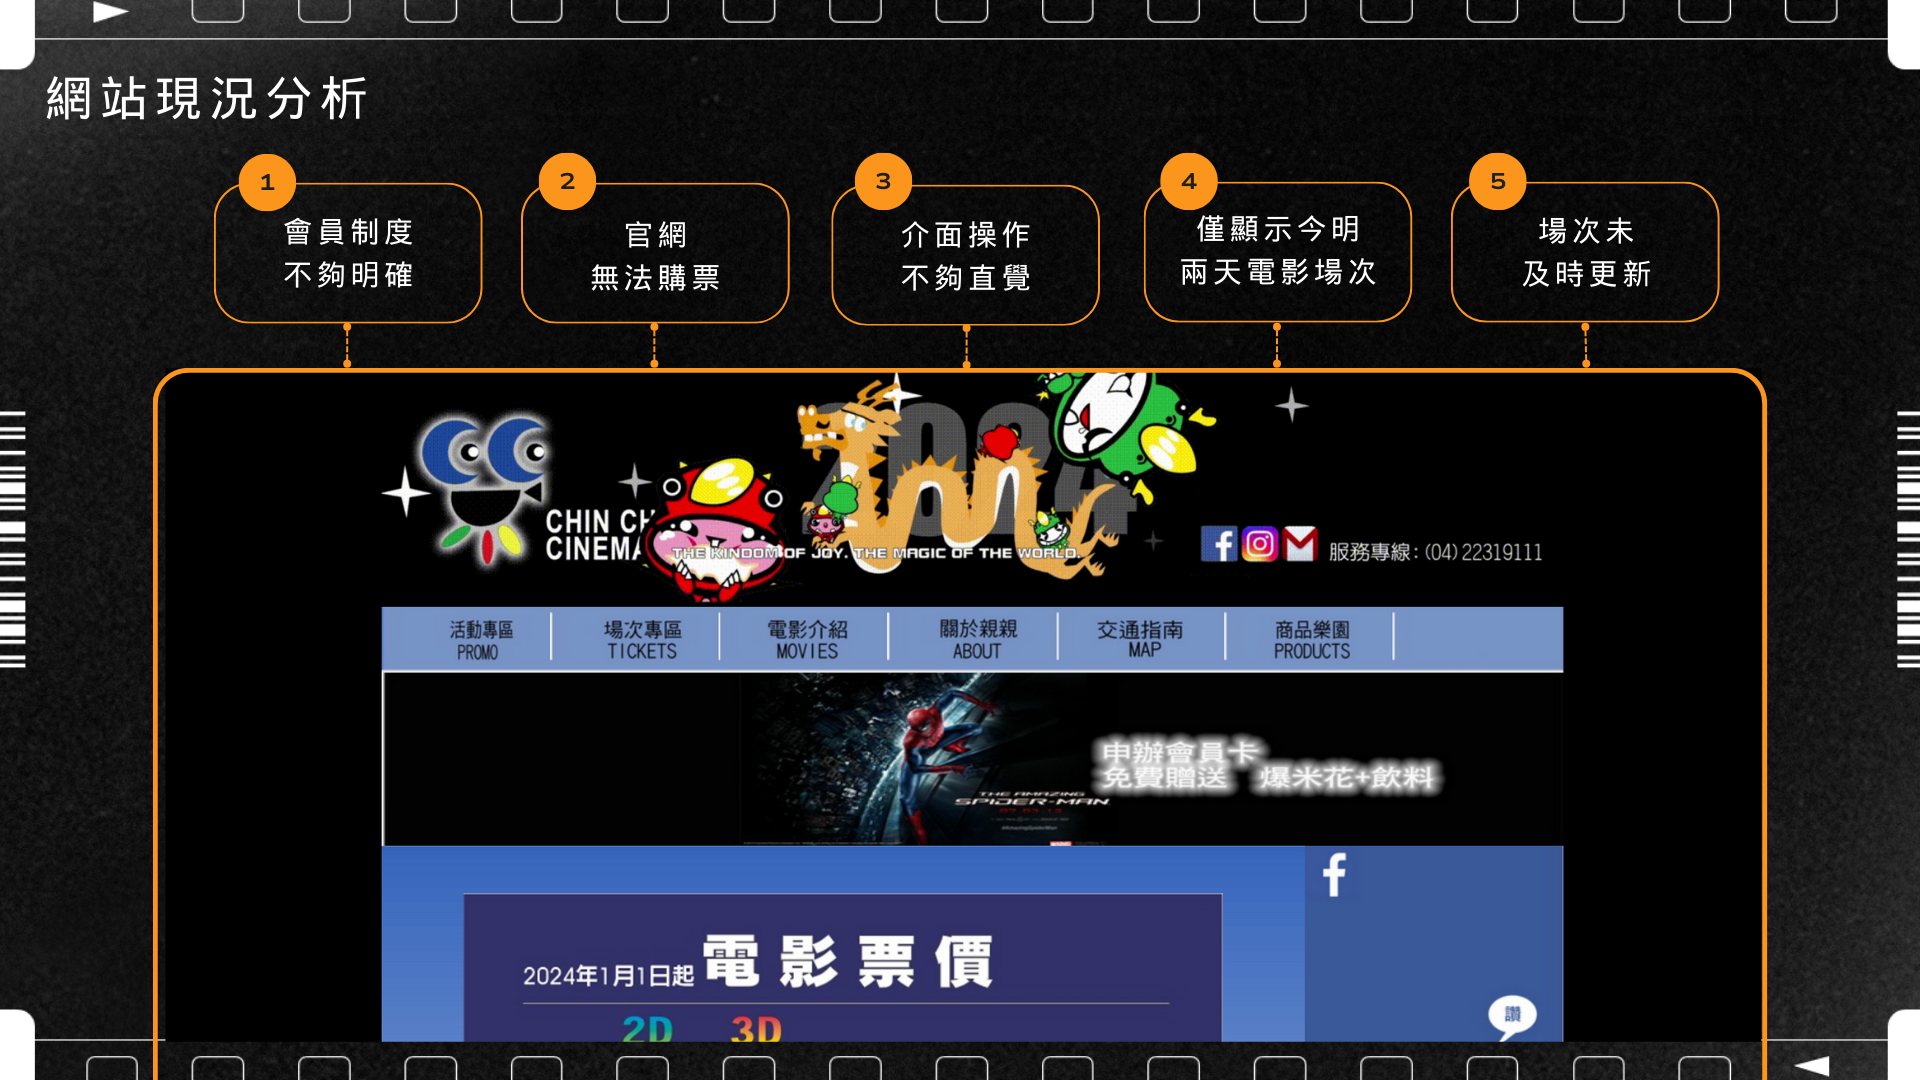 網站現況分析
1
會員制度
不夠明確
2
官網
無法購票
3
介面操作
不夠直覺
4
僅顯示今明
兩天電影場次
5
場次未
及時更新
2024
CHIN CH
CINEMA
THE KINDOM OF JOY. THE MAGIC OF THE WORLD.
服務專線:(04)22319111
活動專區
PROMO
場次專區
TICKETS
電影介紹
MOVIES
關於親親
ABOUT
交通指南
MAP
商品樂園
PRODUCTS
THE AMAZING
SPIDER-MAN
申辦會員卡
免費贈送 爆米花+飲料
2024年1月1日起 電影票價
2D 3D
讚